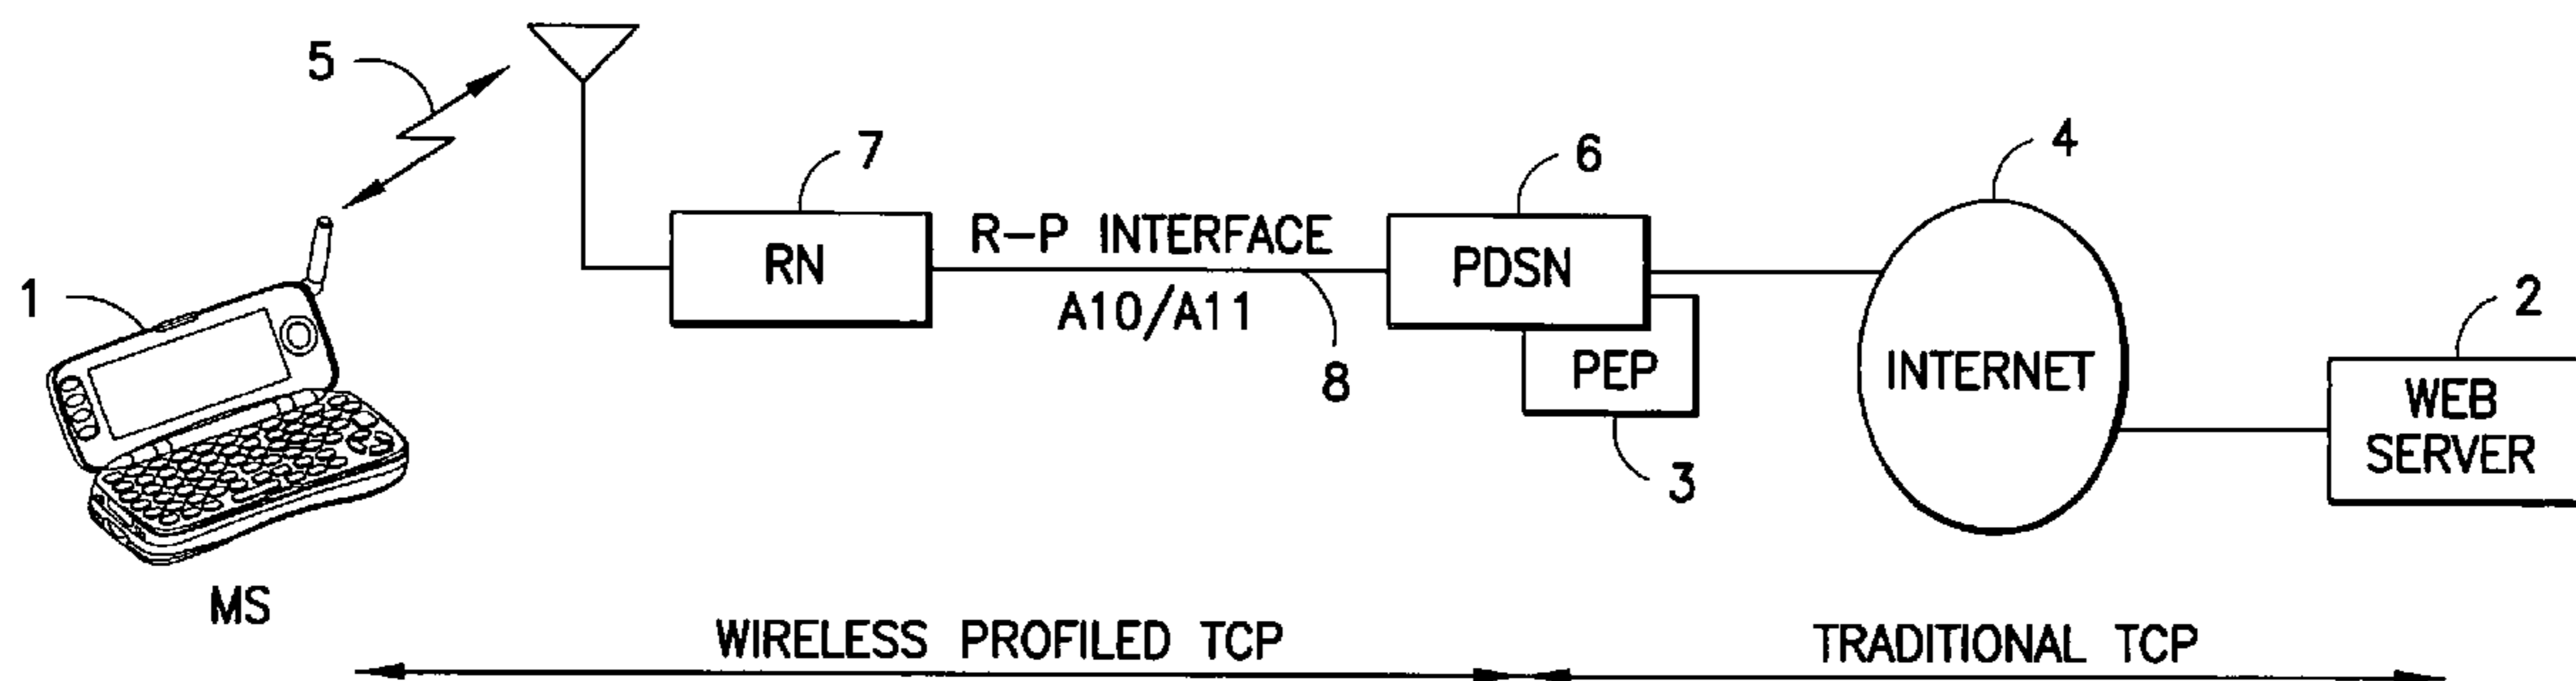 5
7
6
4
1
RN
R-P INTERFACE
A10/A11
8
PDSN
PEP
3
INTERNET
2
WEB
SERVER
MS
WIRELESS PROFILED TCP
TRADITIONAL TCP